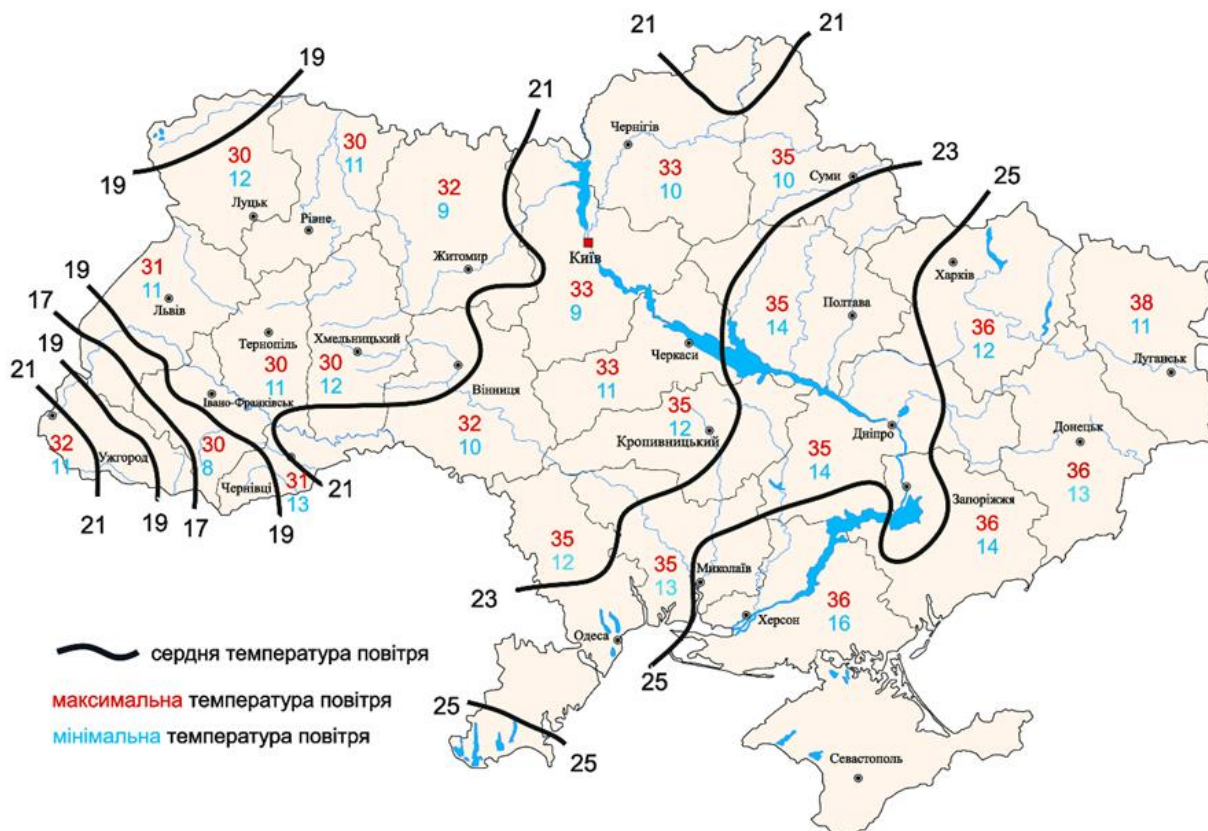 21
21
19
21
Чернігів
30
11
35
10
23
19
30
12
33
10
Суми
32
9
25
Луцьк
Рівне
Київ
Житомир
Харків
31
11
19
Львів
33
9
35
14
Полтава
38
11
17
Тернопіль
Хмельницький
Черкаси
36
12
Луганськ
19
30
11
30
12
Вінниця
33
11
21
Івано-Франківськ
35
12
Кропивницький
Дніпро
Донецьк
32
11
Ужгород
30
8
32
10
35
14
36
13
Чернівці
31
13
21
Запоріжжя
21
19
17
19
36
14
35
12
35
13
Миколаїв
23
36
16
Херсон
Одеса
сердня температура повітря
25
максимальна температура повітря
25
мінімальна температура повітря
25
Севастополь